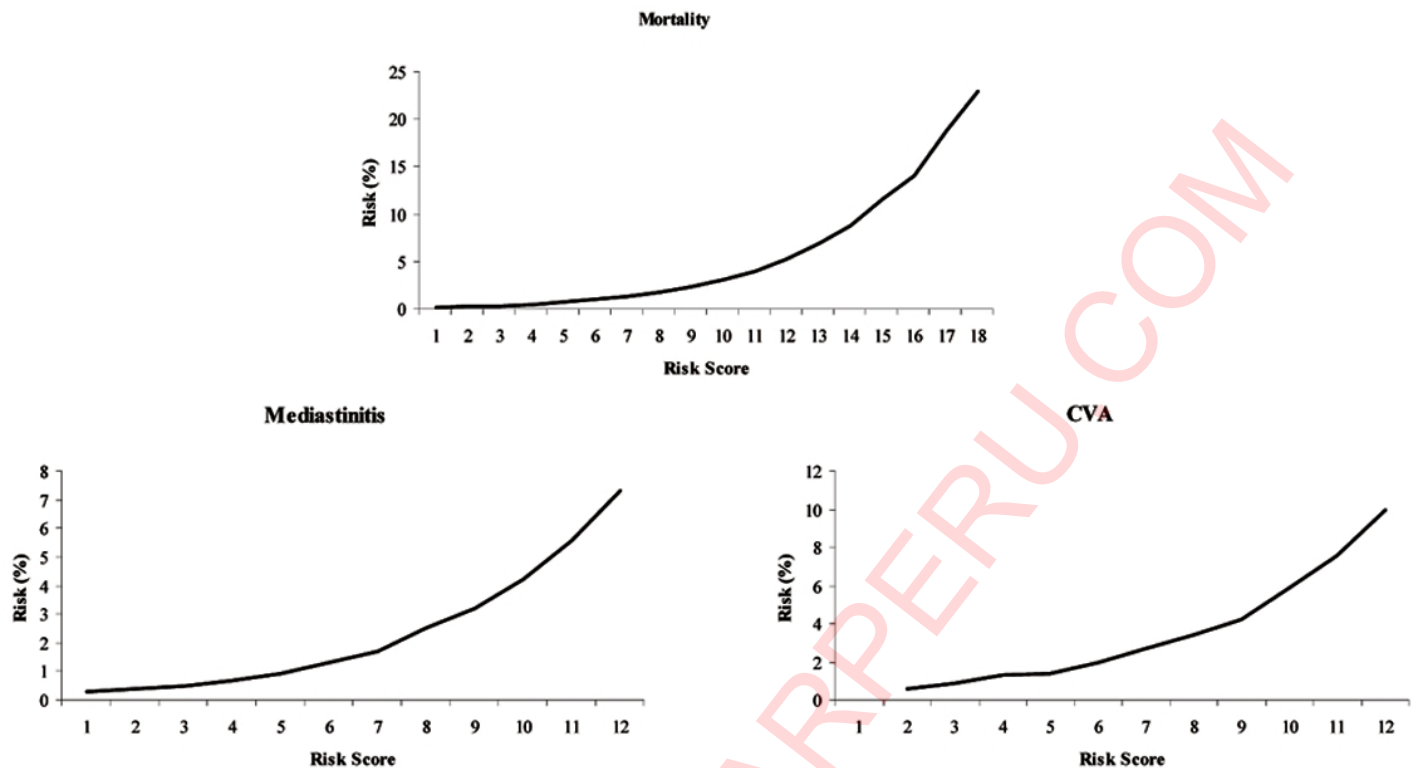 Mortality
25
20
15
10
5
0
Risk (%)
1 2 3 4 5 6 7 8 9 10 11 12 13 14 15 16 17 18
Risk Score
Mediastinitis
8
7
6
5
4
3
2
1
0
Risk (%)
1 2 3 4 5 6 7 8 9 10 11 12
Risk Score
CVA
12
10
8
6
4
2
0
Risk (%)
1 2 3 4 5 6 7 8 9 10 11 12
Risk Score
RPERU.COM